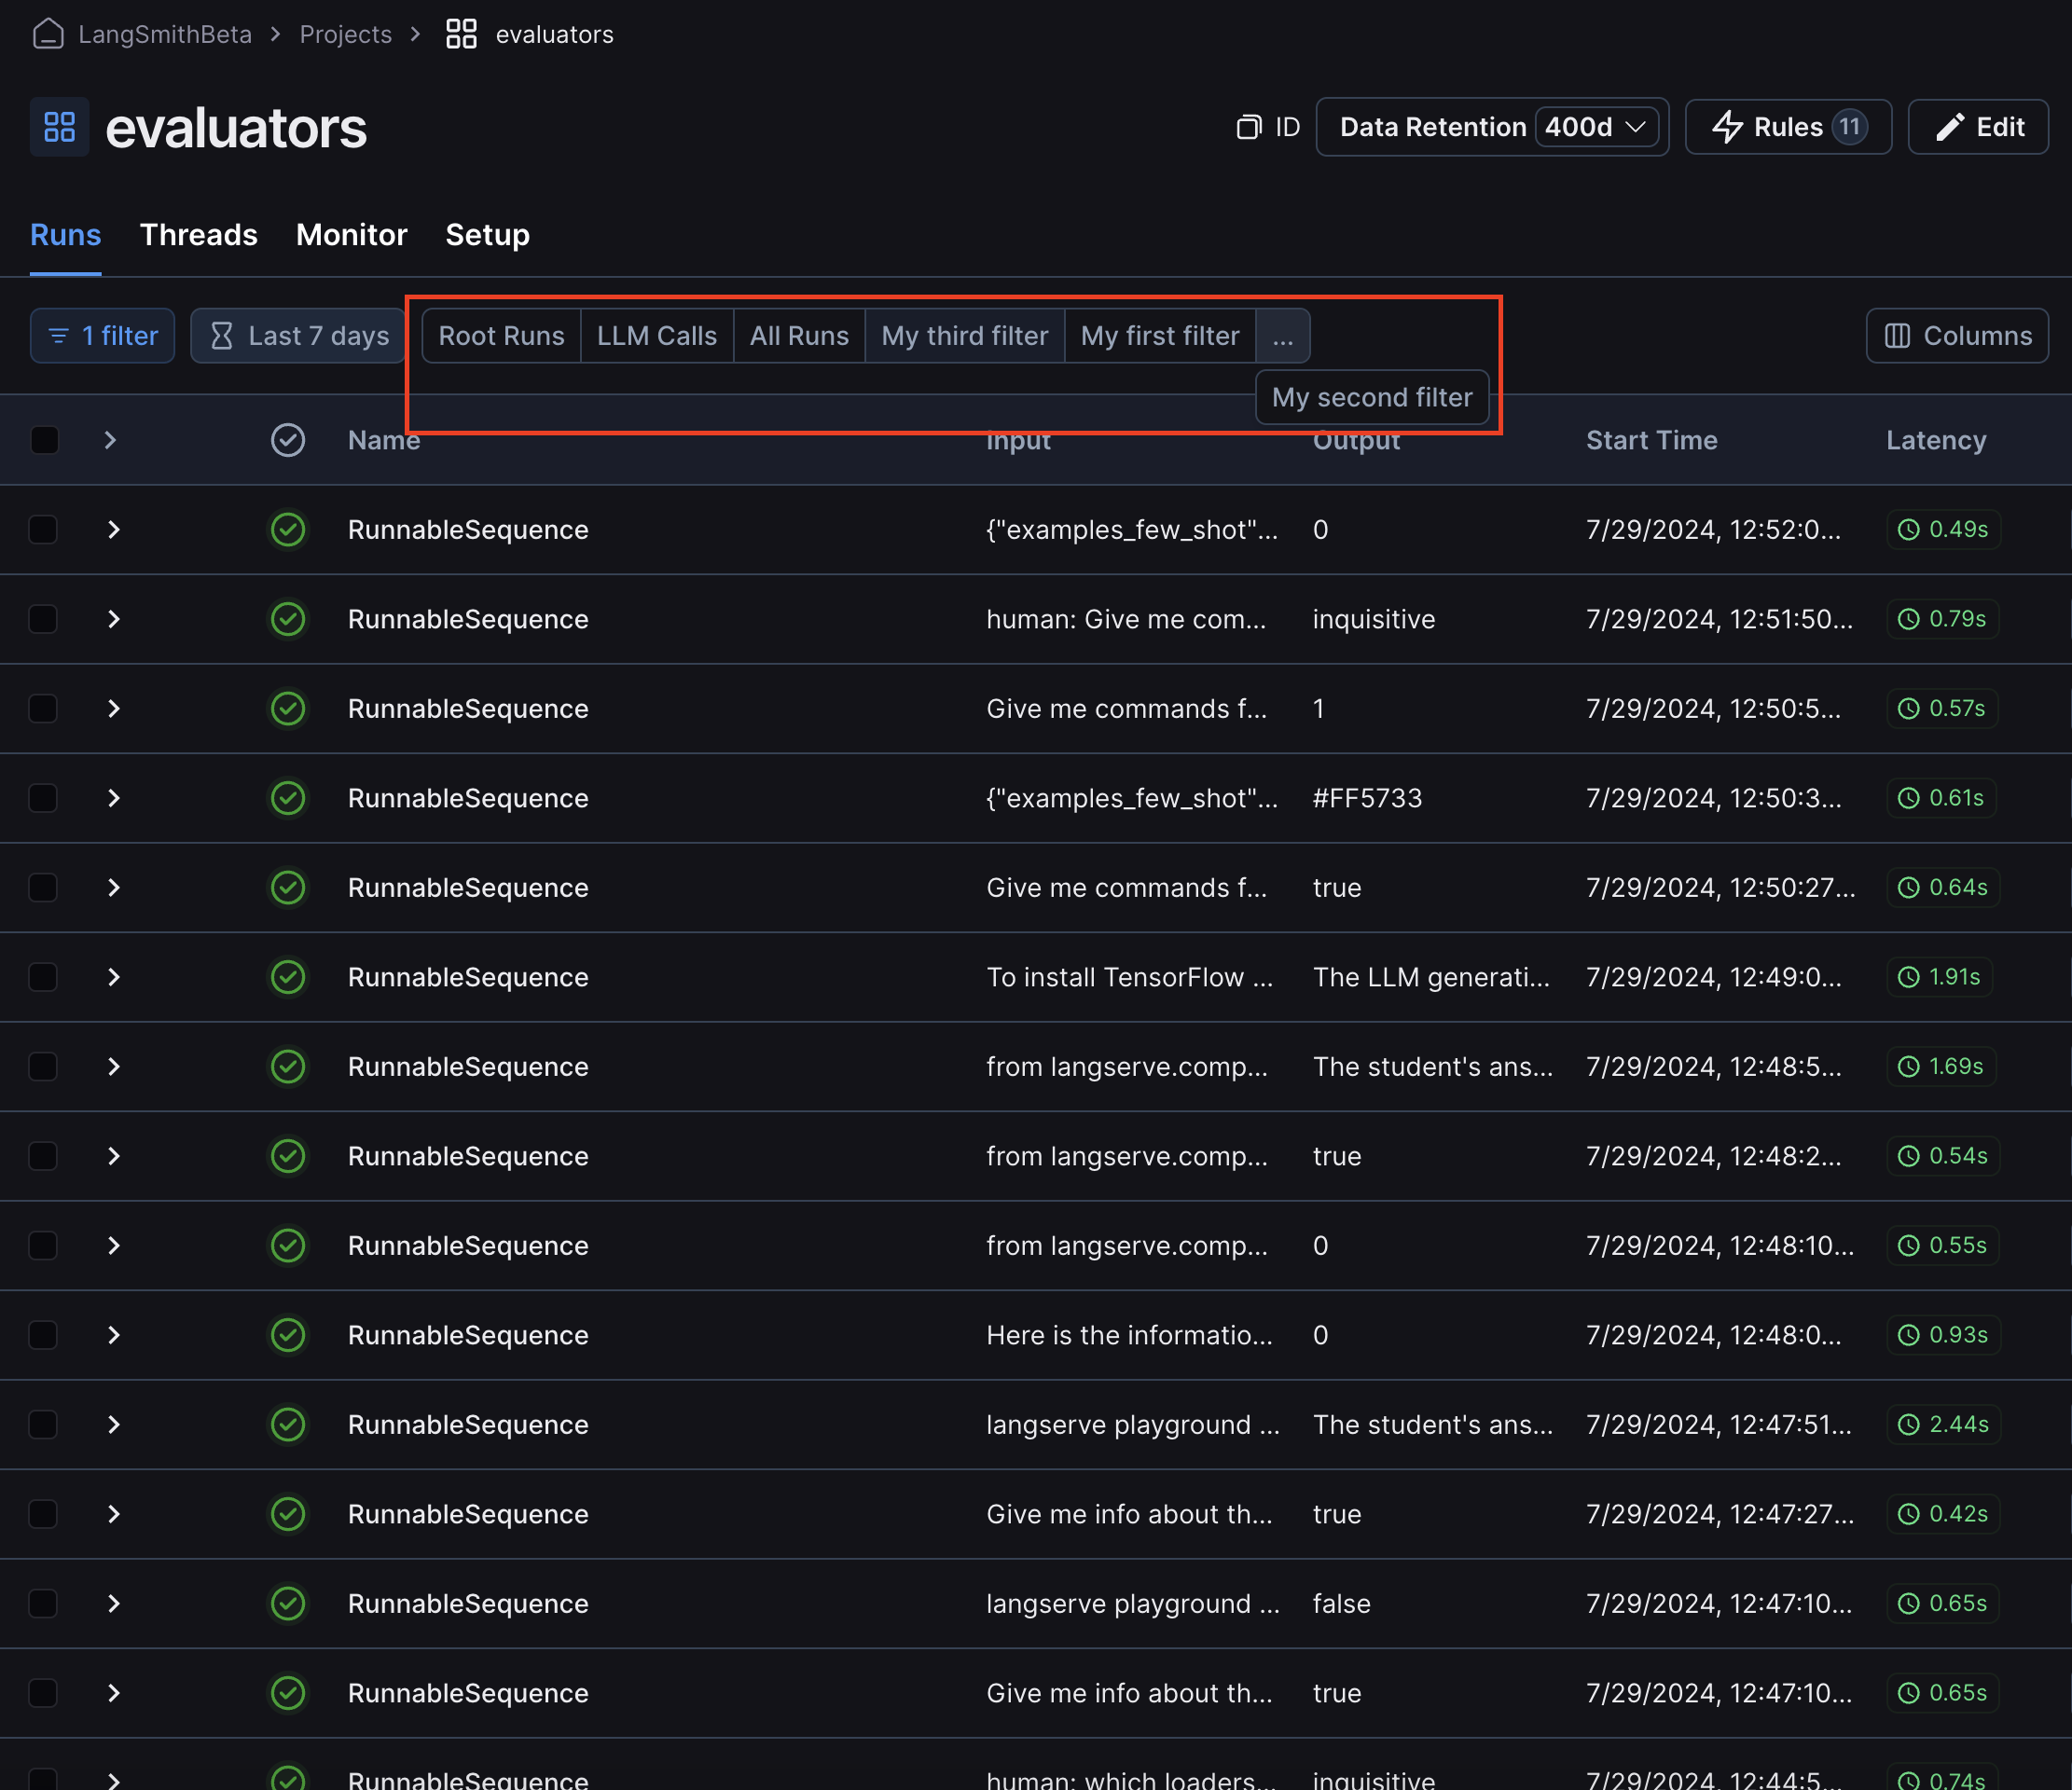 LangSmithBeta > Projects > evaluators
evaluators
ID Data Retention 400d Rules 11 Edit
Runs Threads Monitor Setup
1 filter Last 7 days Root Runs LLM Calls All Runs My third filter My first filter ... Columns
My second filter
Name Input Output Start Time Latency
RunnableSequence {"examples_few_shot"... 0 7/29/2024, 12:52:0... 0.49s
RunnableSequence human: Give me com... inquisitive 7/29/2024, 12:51:50... 0.79s
RunnableSequence Give me commands f... 1 7/29/2024, 12:50:5... 0.57s
RunnableSequence {"examples_few_shot"... #FF5733 7/29/2024, 12:50:3... 0.61s
RunnableSequence Give me commands f... true 7/29/2024, 12:50:27... 0.64s
RunnableSequence To install TensorFlow ... The LLM generati... 7/29/2024, 12:49:0... 1.91s
RunnableSequence from langserve.comp... The student's ans... 7/29/2024, 12:48:5... 1.69s
RunnableSequence from langserve.comp... true 7/29/2024, 12:48:2... 0.54s
RunnableSequence from langserve.comp... 0 7/29/2024, 12:48:10... 0.55s
RunnableSequence Here is the informatio... 0 7/29/2024, 12:48:0... 0.93s
RunnableSequence langserve playground ... The student's ans... 7/29/2024, 12:47:51... 2.44s
RunnableSequence Give me info about th... true 7/29/2024, 12:47:27... 0.42s
RunnableSequence langserve playground ... false 7/29/2024, 12:47:10... 0.65s
RunnableSequence Give me info about th... true 7/29/2024, 12:47:10... 0.65s
RunnableSequence human: which loaders... inquisitive 7/29/2024, 12:44:5... 0.74s